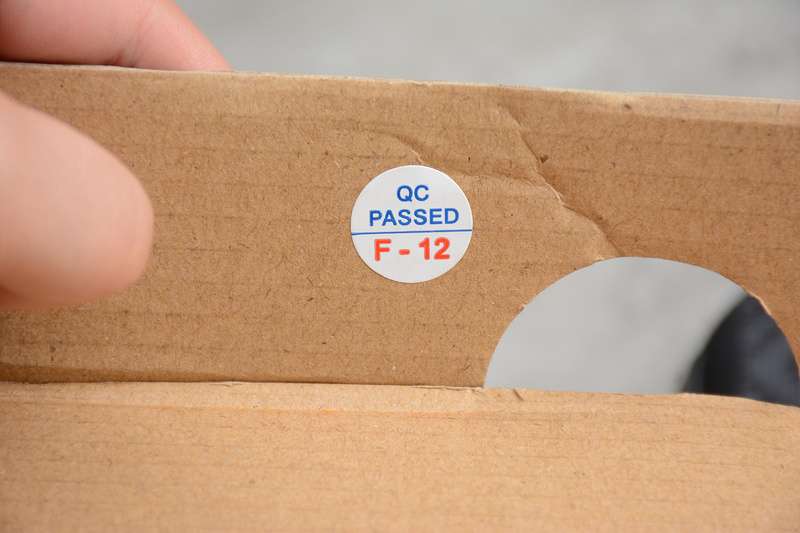 QC
PASSED
F - 12